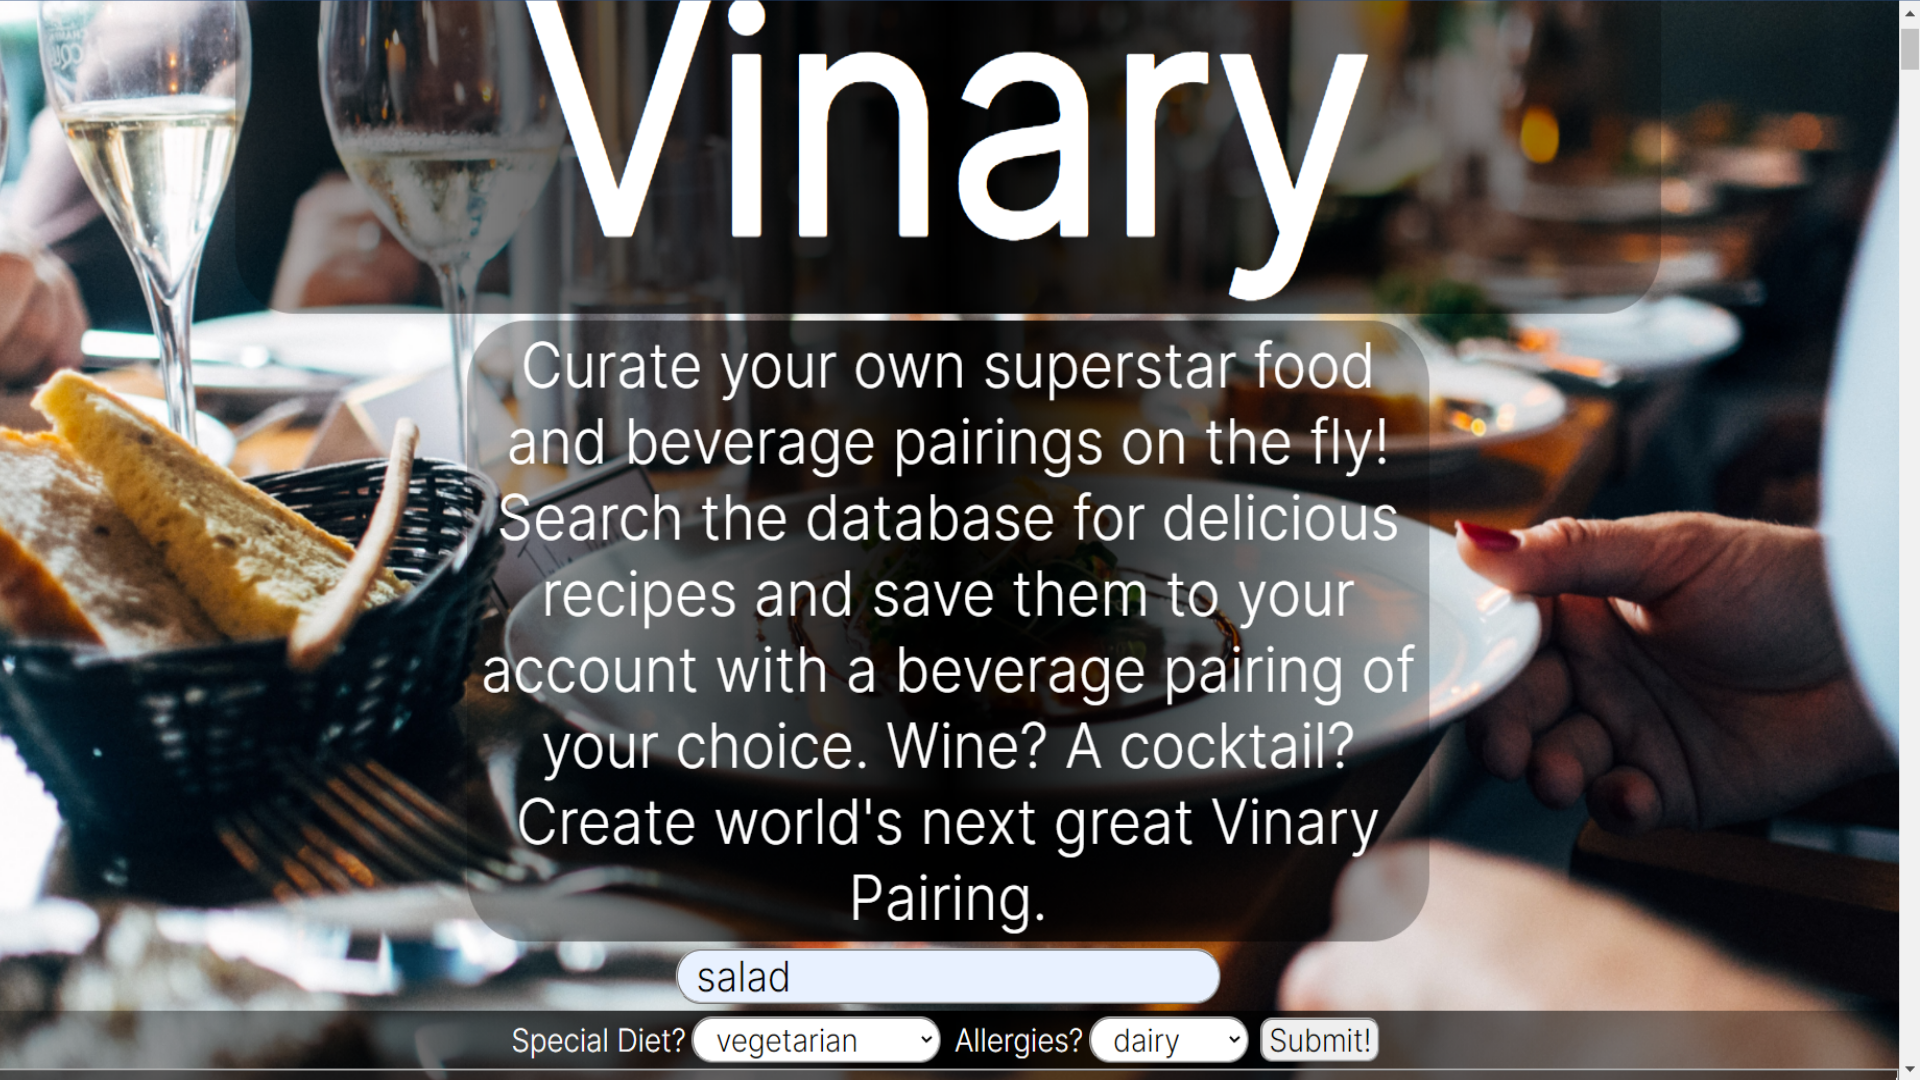 Vinary
Curate your own superstar food
and beverage pairings on the fly!
Search the database for delicious
recipes and save them to your
account with a beverage pairing of
your choice. Wine? A cocktail?
Create world's next great Vinary
Pairing.
salad
Special Diet? vegetarian Allergies? dairy Submit!